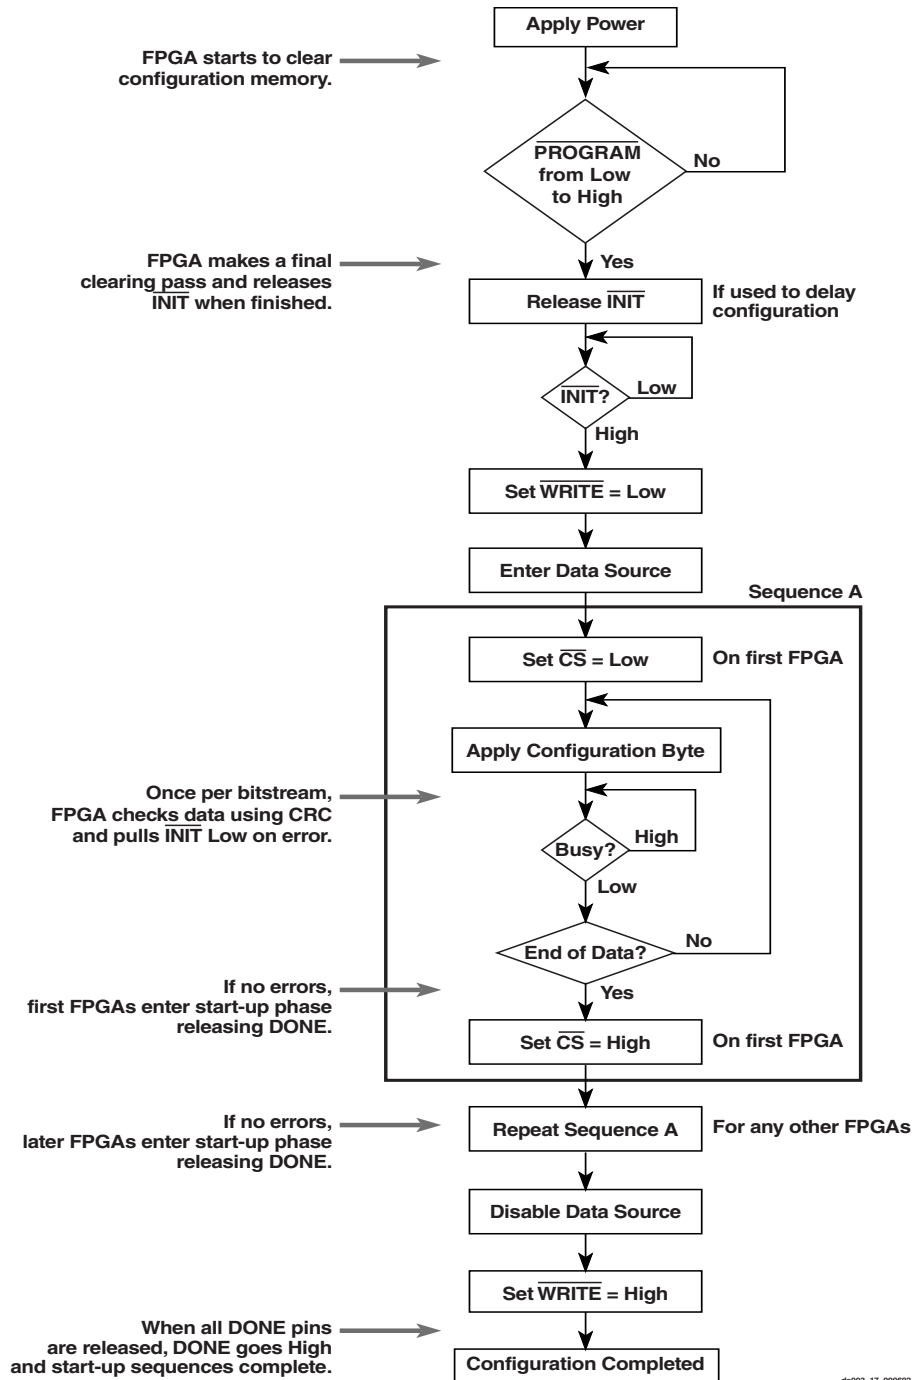 Apply Power
FPGA starts to clear
configuration memory.
PROGRAM
from Low
to High
No
Yes
FPGA makes a final
clearing pass and releases
INIT when finished.
Release INIT
If used to delay
configuration
INIT?
Low
High
Set WRITE = Low
Enter Data Source
Sequence A
Set CS = Low
On first FPGA
Apply Configuration Byte
Once per bitstream,
FPGA checks data using CRC
and pulls INIT Low on error.
Busy?
High
Low
End of Data?
No
Yes
If no errors,
first FPGAs enter start-up phase
releasing DONE.
Set CS = High
On first FPGA
If no errors,
later FPGAs enter start-up phase
releasing DONE.
Repeat Sequence A
For any other FPGAs
Disable Data Source
Set WRITE = High
When all DONE pins
are released, DONE goes High
and start-up sequences complete.
Configuration Completed